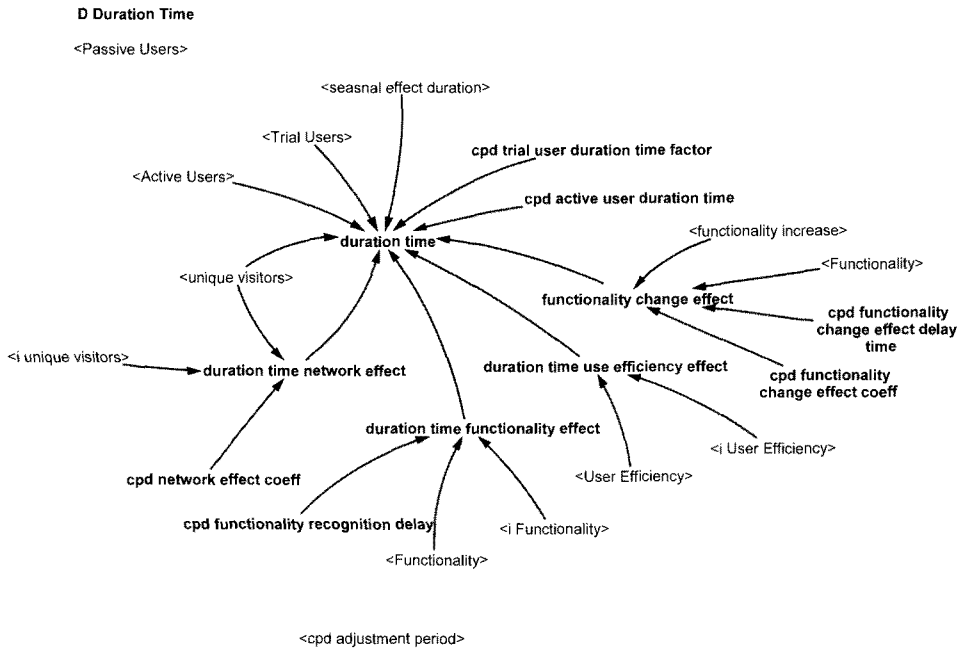 D Duration Time
<Passive Users>
<seasnal effect duration>
<Trial Users>
cpd trial user duration time factor
<Active Users>
cpd active user duration time
<functionality increase>
duration time
<Functionality>
<unique visitors>
functionality change effect
cpd functionality
change effect delay
time
<i unique visitors>
duration time network effect
duration time use efficiency effect
cpd functionality
change effect coeff
duration time functionality effect
<i User Efficiency>
<User Efficiency>
cpd network effect coeff
cpd functionality recognition delay
<i Functionality>
<Functionality>
<cpd adjustment period>